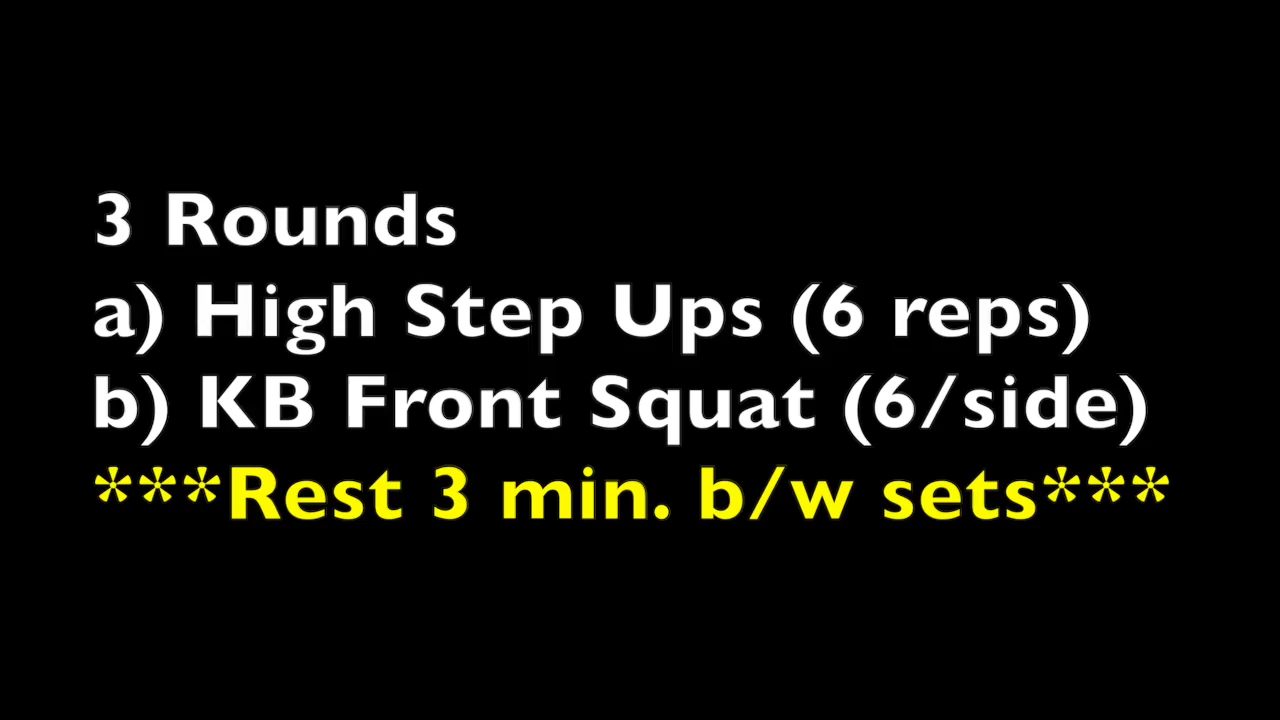 3 Rounds
a) High Step Ups (6 reps)
b) KB Front Squat (6/side)
***Rest 3 min. b/w sets***